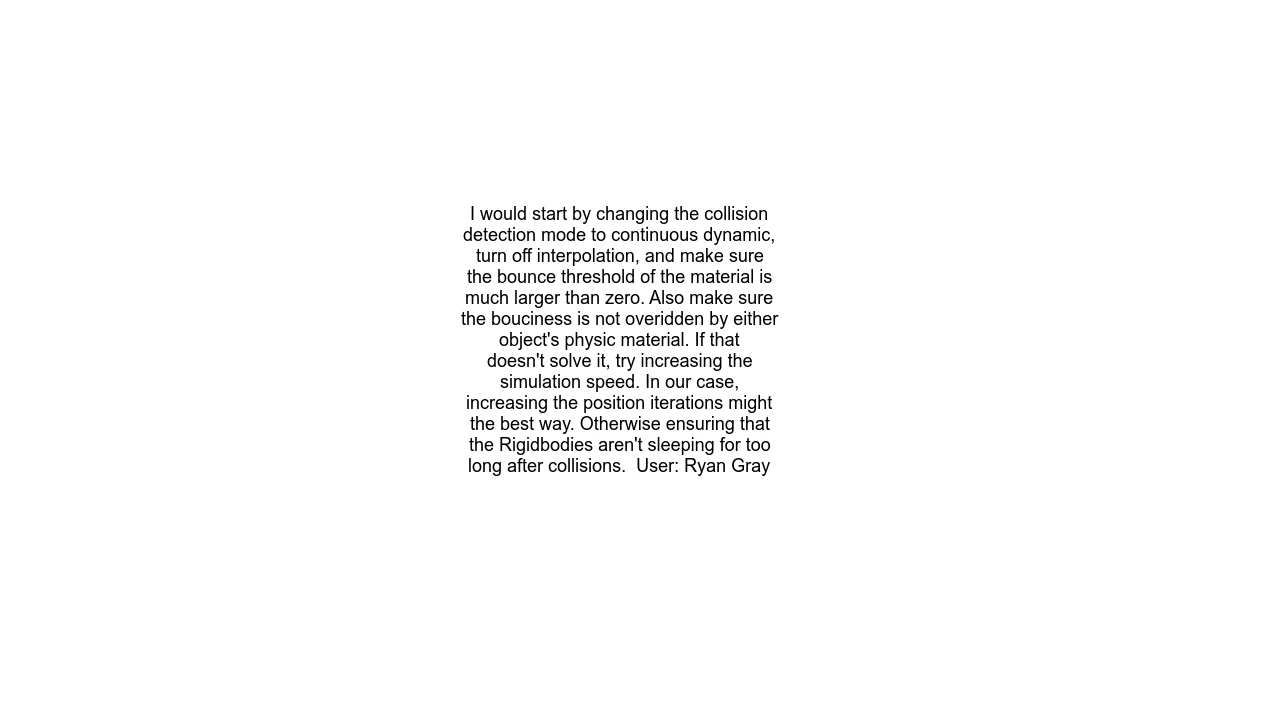 I would start by changing the collision
detection mode to continuous dynamic,
turn off interpolation, and make sure
the bounce threshold of the material is
much larger than zero. Also make sure
the bouciness is not overidden by either
object's physic material. If that
doesn't solve it, try increasing the
simulation speed. In our case,
increasing the position iterations might
the best way. Otherwise ensuring that
the Rigidbodies aren't sleeping for too
long after collisions.  User: Ryan Gray